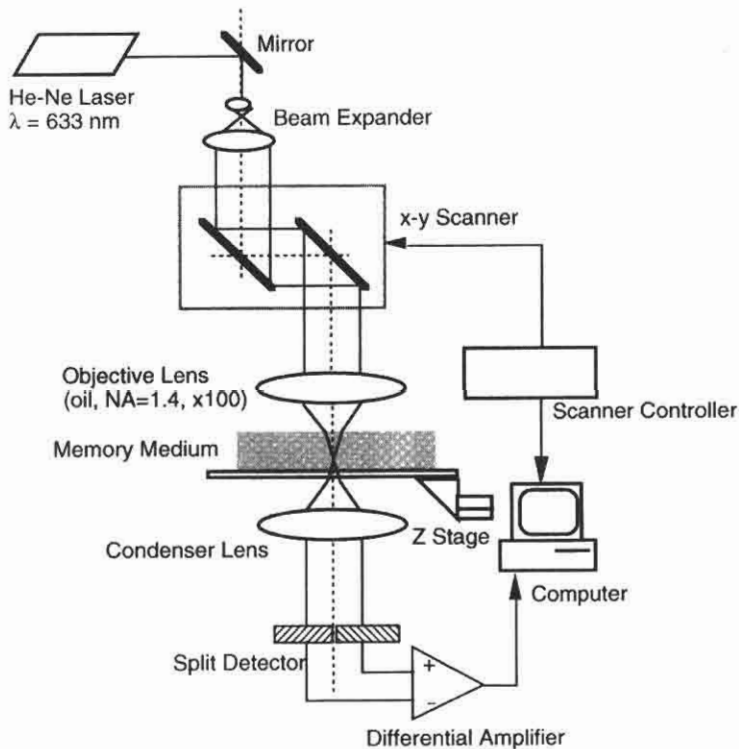 Mirror
He-Ne Laser
λ = 633 nm
Beam Expander
x-y Scanner
Objective Lens
(oil, NA=1.4, x100)
Scanner Controller
Memory Medium
Z Stage
Condenser Lens
Computer
Split Detector
+
-
Differential Amplifier